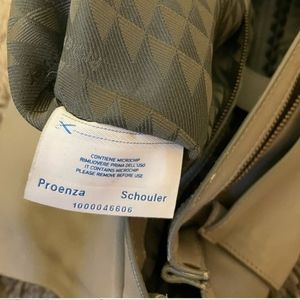 CONTIENE MICROCHIP
RIMUOVERE PRIMA DELL'USO
IT CONTAINS MICROCHIP
PLEASE REMOVE BEFORE USE
Proenza Schouler
1000046606